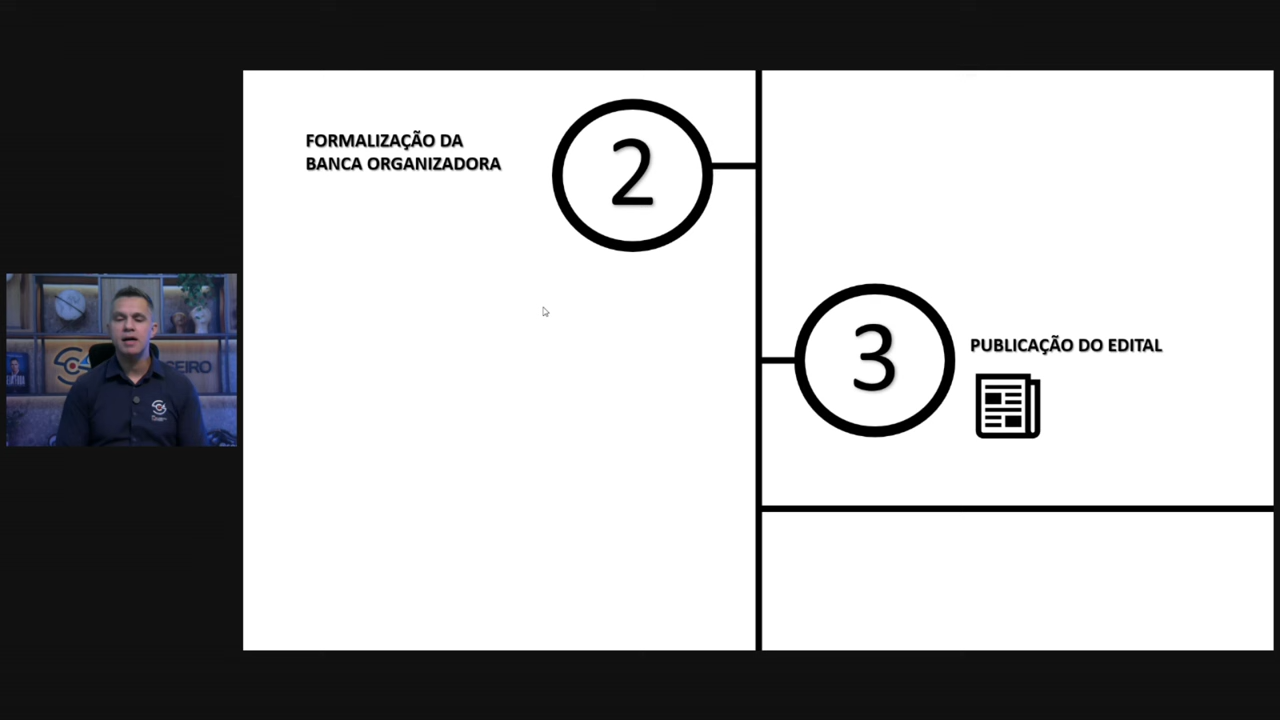 FORMALIZAÇÃO DA
BANCA ORGANIZADORA
2
3
PUBLICAÇÃO DO EDITAL